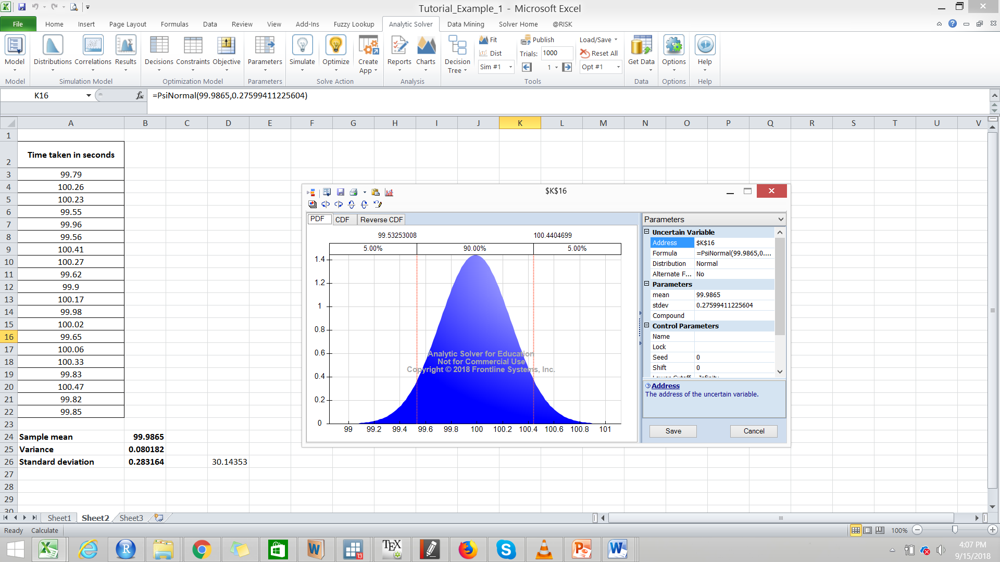 Tutorial_Example_1 - Microsoft Excel
File Home Insert Page Layout Formulas Data Review View Add-Ins Fuzzy Lookup Analytic Solver Data Mining Solver Home @RISK
Model Distributions Correlations Results Decisions Constraints Objective Parameters Simulate Optimize Create App Reports Charts Decision Tree Fit Publish Load/Save Get Data Options Help
Dist Trials: 1000 Reset All
Sim #1 1 Opt #1
Model Simulation Model Optimization Model Parameters Solve Action Analysis Tools Data Options Help
K16 fx =PsiNormal(99.9865,0.27599411225604)
A B C D E F G H I J K L M N O P Q R S T U V
1
2 Time taken in seconds
3 99.79
4 100.26
5 100.23
6 99.55
7 99.96
8 99.56
9 100.41
10 100.27
11 99.62
12 99.9
13 100.17
14 99.98
15 100.02
16 99.65
17 100.06
18 100.33
19 99.83
20 100.47
21 99.82
22 99.85
23
24 Sample mean 99.9865
25 Variance 0.080182
26 Standard deviation 0.283164 30.14353
27
28
29
30
$K$16
PDF CDF Reverse CDF
99.53253008 100.4404699
5.00% 90.00% 5.00%
1.4
1.2
1
0.8
0.6
0.4
0.2
0
99 99.2 99.4 99.6 99.8 100 100.2 100.4 100.6 100.8 101
Analytic Solver for Education
Not for Commercial Use
Copyright © 2018 Frontline Systems, Inc.
Parameters
Uncertain Variable
Address $K$16
Formula =PsiNormal(99.9865,0....
Distribution Normal
Alternate F... No
Parameters
mean 99.9865
stdev 0.27599411225604
Compound
Control Parameters
Name
Lock
Seed 0
Shift 0
Address
The address of the uncertain variable.
Save Cancel
Sheet1 Sheet2 Sheet3
Ready Calculate 100%
R 13 TEX
4:07 PM
9/15/2018